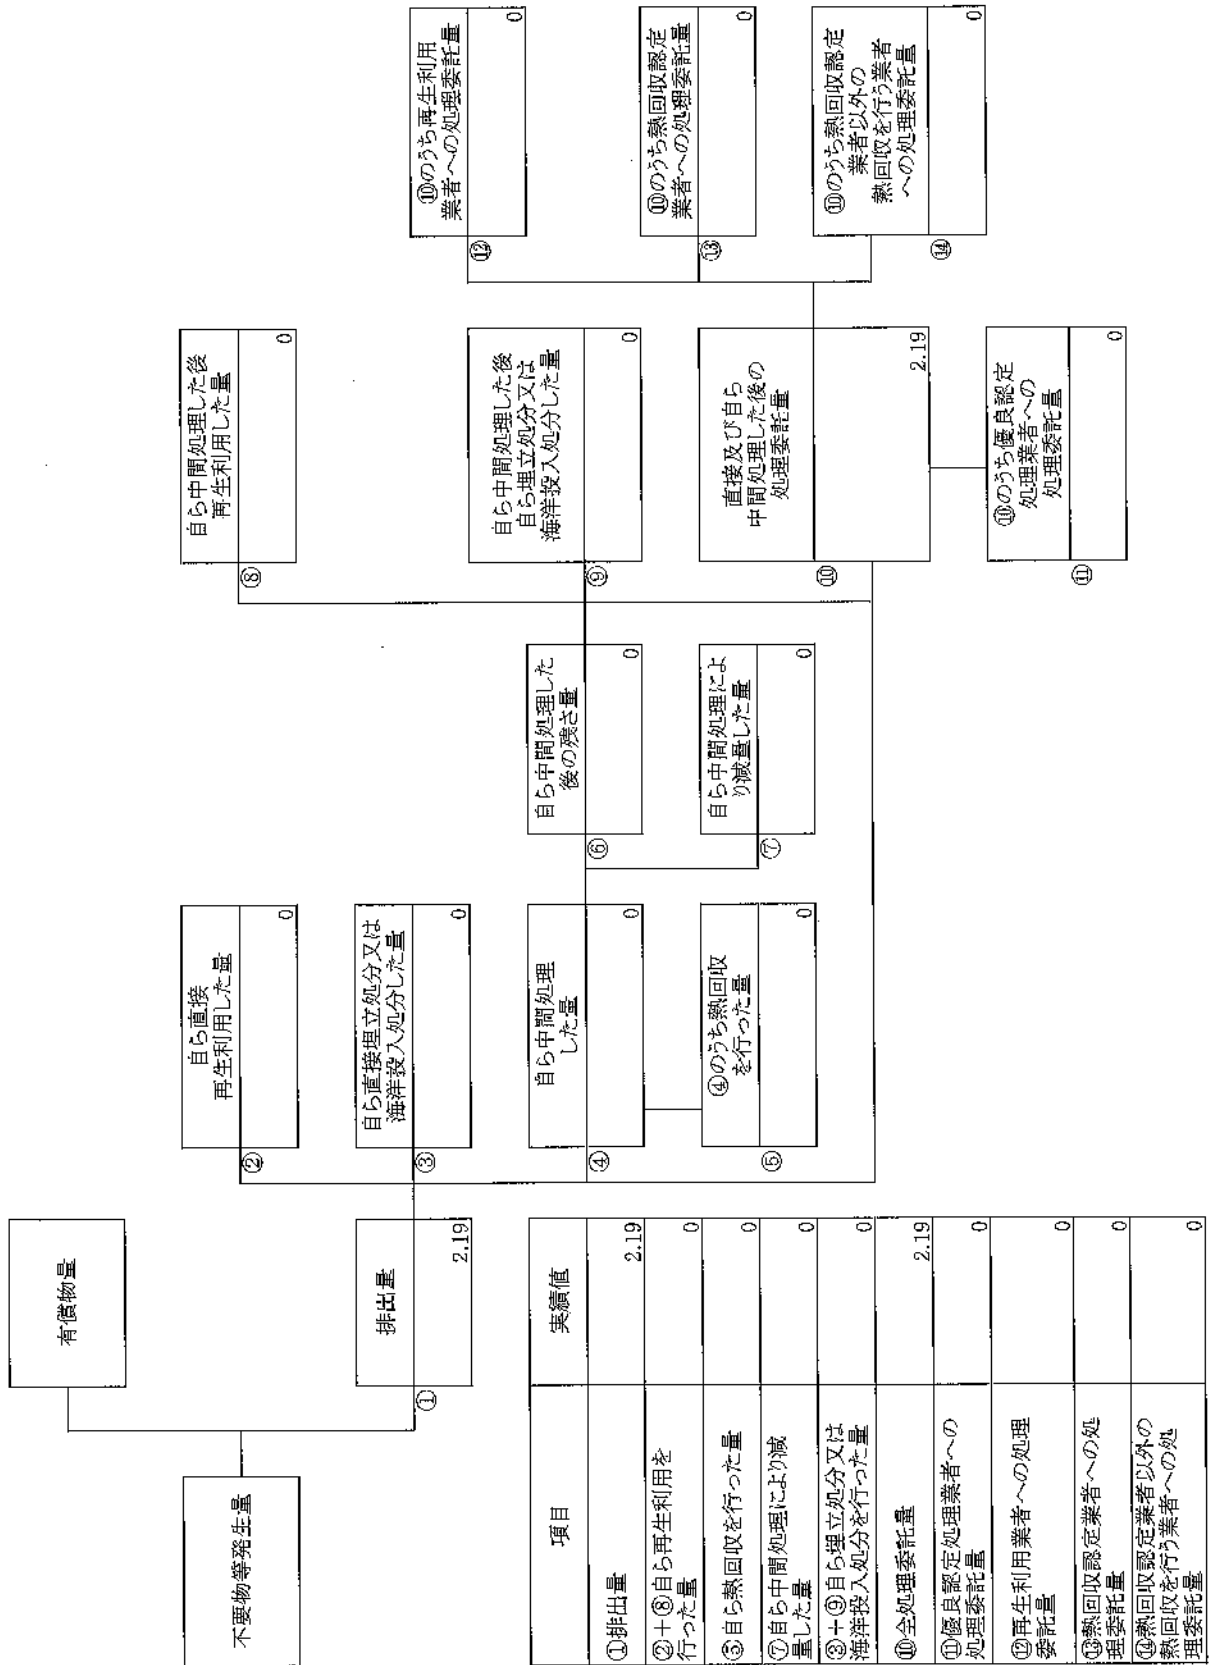 不要物等発生量
有償物量
①
排出量
2.19
②
自ら直接
再生利用した量
0
③
自ら直接埋立処分又は
海洋投入処分した量
0
④
自ら中間処理
した量
0
⑤
④のうち熱回収
を行った量
0
⑥
自ら中間処理した
後の残さ量
0
⑦
自ら中間処理によ
り減量した量
0
⑧
自ら中間処理した後
再生利用した量
0
⑨
自ら中間処理した後
自ら埋立処分又は
海洋投入処分した量
0
⑩
直接及び自ら
中間処理した後の
処理委託量
2.19
⑪
⑩のうち優良認定
処理業者への
処理委託量
0
⑫
⑩のうち再生利用
業者への処理委託量
0
⑬
⑩のうち熱回収認定
業者への処理委託量
0
⑭
⑩のうち熱回収認定
業者以外の
熱回収を行う業者
への処理委託量
0
項目 実績値
①排出量 2.19
②+⑧自ら再生利用を
行った量 0
⑤自ら熱回収を行った量 0
⑦自ら中間処理により減
量した量 0
③+⑨自ら埋立処分又は
海洋投入処分を行った量 0
⑩全処理委託量 2.19
⑪優良認定処理業者への
処理委託量 0
⑫再生利用業者への処理
委託量 0
⑬熱回収認定業者への処
理委託量 0
⑭熱回収認定業者以外の
熱回収を行う業者への処
理委託量 0